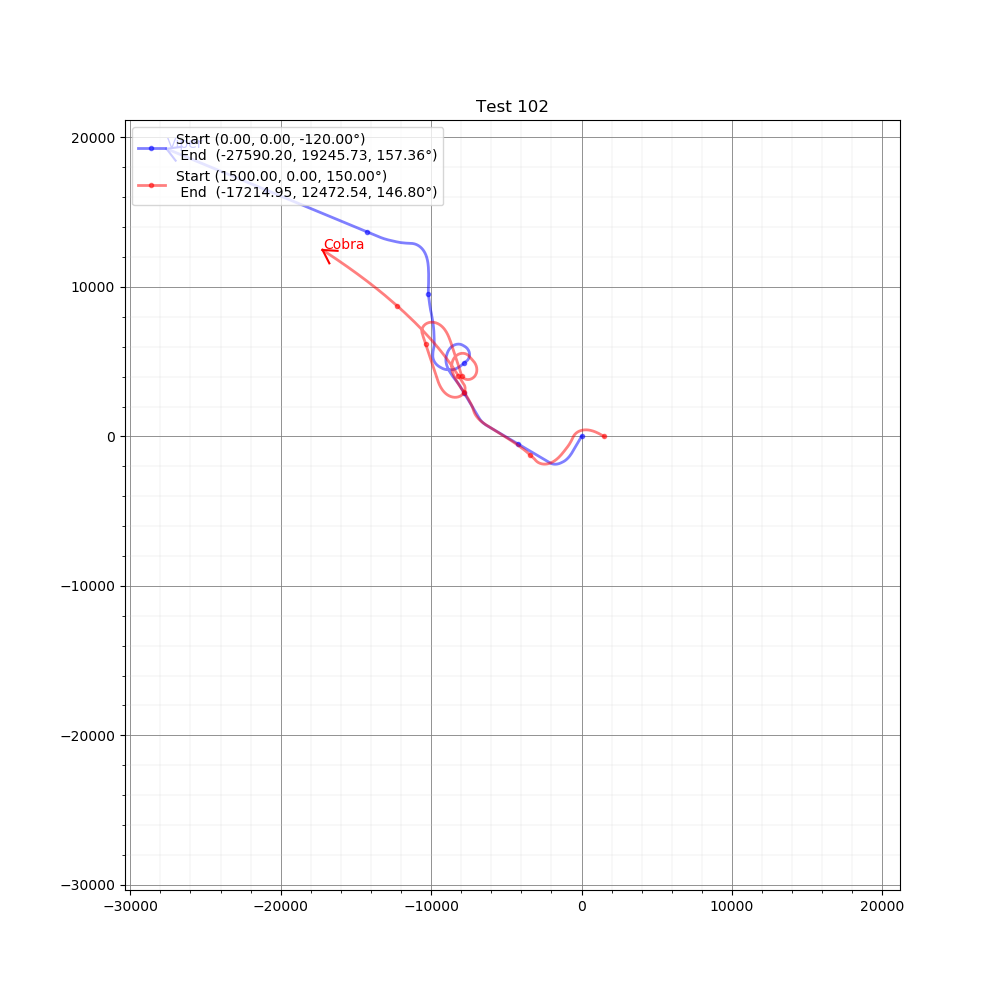 Test 102
Start (0.00, 0.00, -120.00°)
End (-27590.20, 19245.73, 157.36°)
Start (1500.00, 0.00, 150.00°)
End (-17214.95, 12472.54, 146.80°)
Cobra
20000
10000
0
−10000
−20000
−30000
−30000
−20000
−10000
0
10000
20000